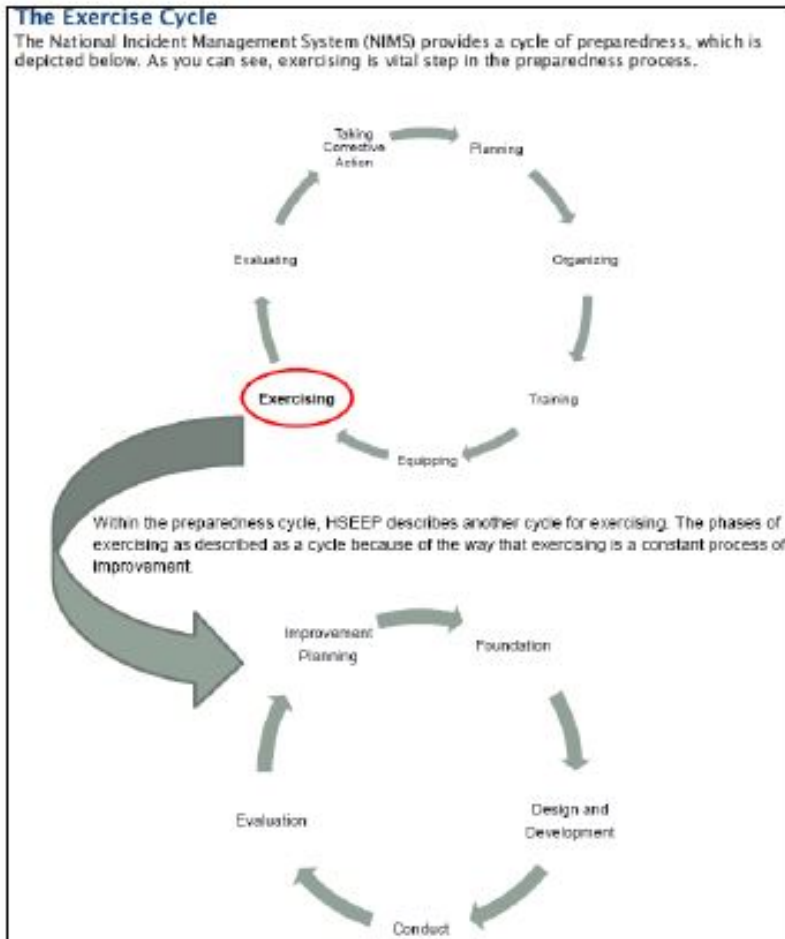 The Exercise Cycle
The National Incident Management System (NIMS) provides a cycle of preparedness, which is
depicted below. As you can see, exercising is vital step in the preparedness process.
Taking
Corrective
Action
Planning
Evaluating
Organizing
Exercising
Training
Equipping
Within the preparedness cycle, HSEEP describes another cycle for exercising. The phases of
exercising as described as a cycle because of the way that exercising is a constant process of
improvement.
Improvement
Planning
Foundation
Evaluation
Design and
Development
Conduct